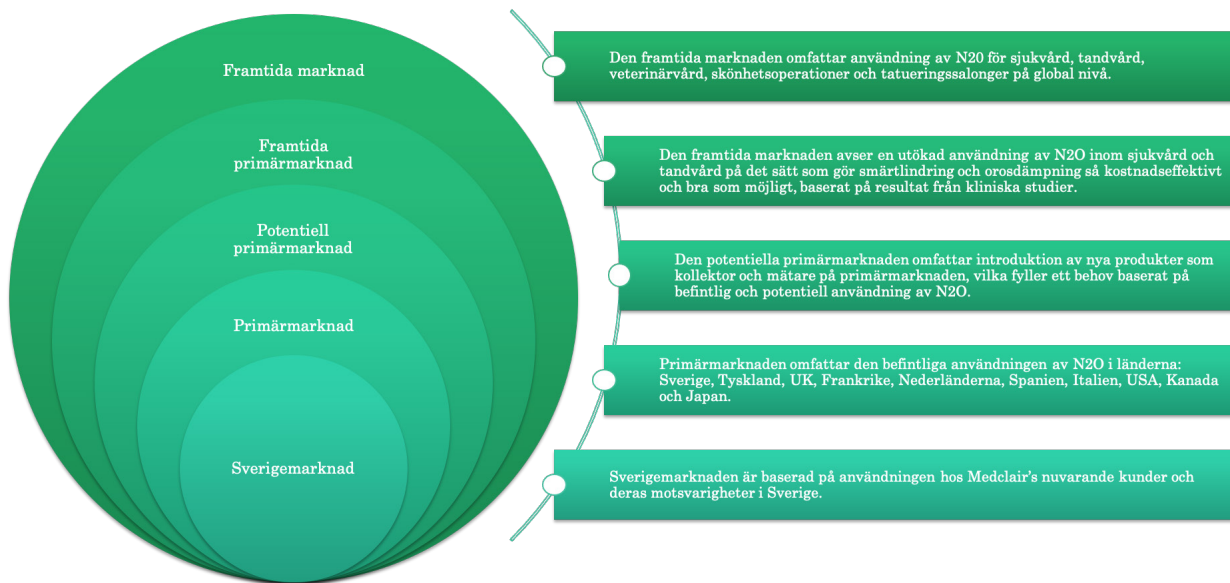 Framtida marknad
Framtida
primärmarknad
Potentiell
primärmarknad
Primärmarknad
Sverigemarknad
Den framtida marknaden omfattar användning av N20 för sjukvård, tandvård,
veterinärvård, skönhetsoperationer och tatueringssalonger på global nivå.
Den framtida marknaden avser en utökad användning av N2O inom sjukvård och
tandvård på det sätt som gör smärtlindring och orosdämpning så kostnadseffektivt
och bra som möjligt, baserat på resultat från kliniska studier.
Den potentiella primärmarknaden omfattar introduktion av nya produkter som
kollektor och mätare på primärmarknaden, vilka fyller ett behov baserat på
befintlig och potentiell användning av N2O.
Primärmarknaden omfattar den befintliga användningen av N2O i länderna:
Sverige, Tyskland, UK, Frankrike, Nederländerna, Spanien, Italien, USA, Kanada
och Japan.
Sverigemarknaden är baserad på användningen hos Medclair's nuvarande kunder och
deras motsvarigheter i Sverige.